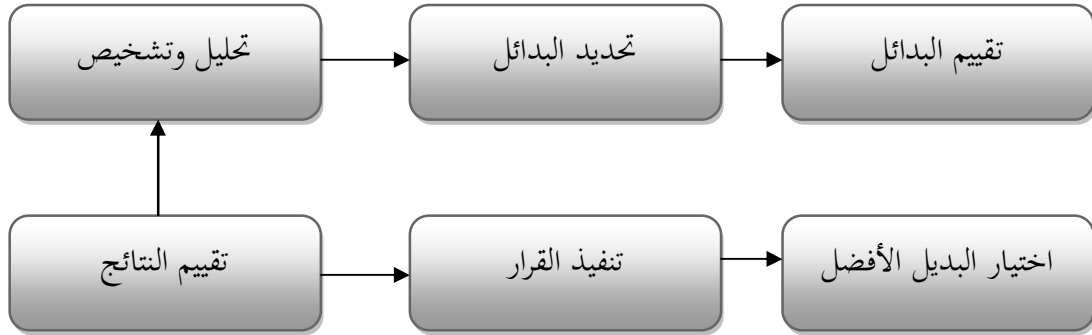 تحليل وتشخيص
تحديد البدائل
تقييم البدائل
تقييم النتائج
تنفيذ القرار
اختيار البديل الأفضل